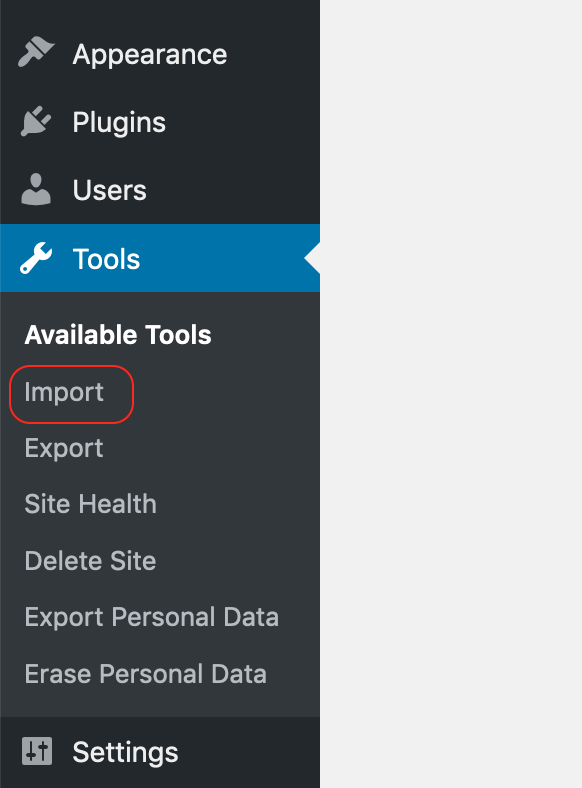 Appearance
Plugins
Users
Tools
Available Tools
Import
Export
Site Health
Delete Site
Export Personal Data
Erase Personal Data
Settings